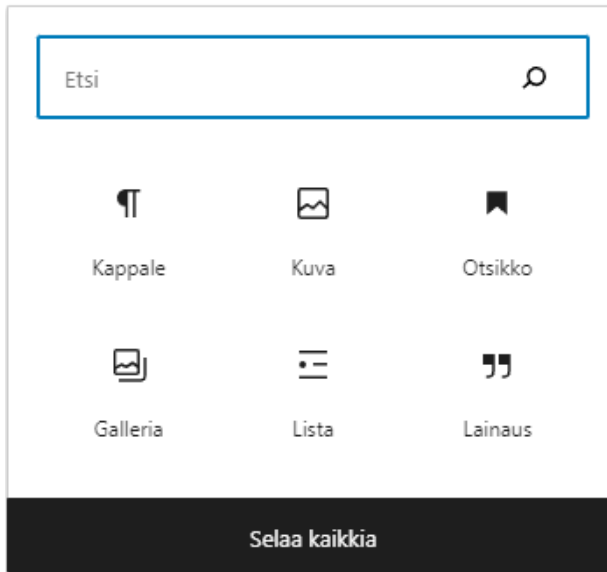 Etsi
Kappale
Kuva
Otsikko
Galleria
Lista
Lainaus
Selaa kaikkia